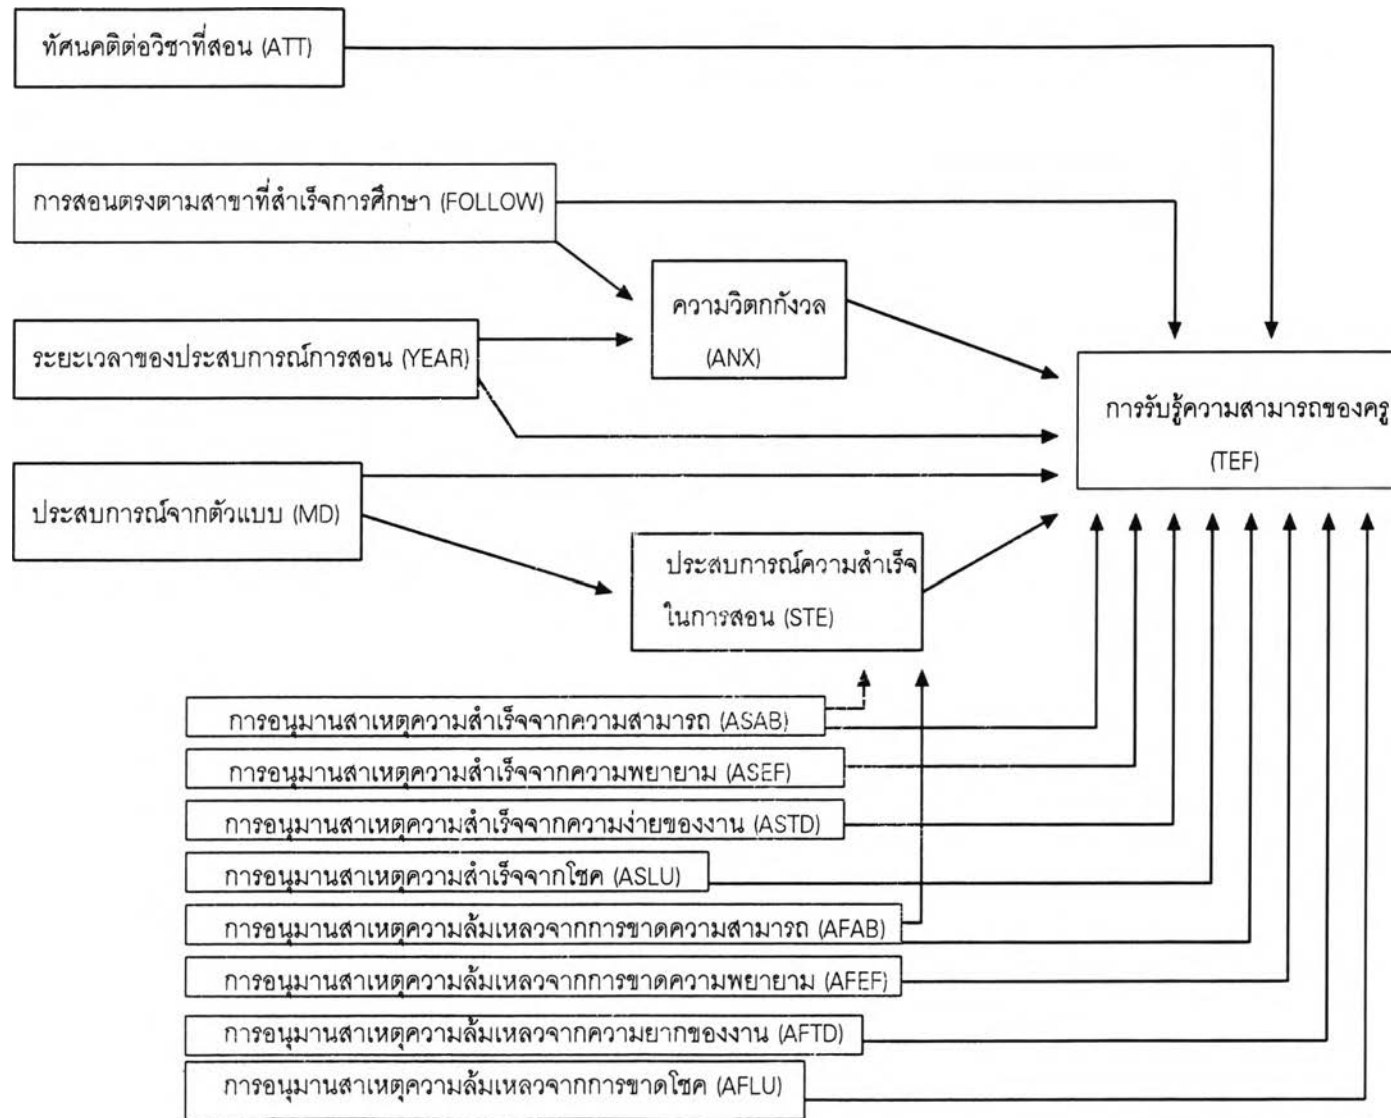 ทัศนคติต่อวิชาที่สอน (ATT)
การสอนตรงตามสาขาที่สำเร็จการศึกษา (FOLLOW)
ความวิตกกังวล
(ANX)
ระยะเวลาของประสบการณ์การสอน (YEAR)
การรับรู้ความสามารถของครู
(TEF)
ประสบการณ์จากตัวแบบ (MD)
ประสบการณ์ความสำเร็จ
ในการสอน (STE)
การอนุมานสาเหตุความสำเร็จจากความสามารถ (ASAB)
การอนุมานสาเหตุความสำเร็จจากความพยายาม (ASEF)
การอนุมานสาเหตุความสำเร็จจากความง่ายของงาน (ASTD)
การอนุมานสาเหตุความสำเร็จจากโชค (ASLU)
การอนุมานสาเหตุความล้มเหลวจากการขาดความสามารถ (AFAB)
การอนุมานสาเหตุความล้มเหลวจากการขาดความพยายาม (AFEF)
การอนุมานสาเหตุความล้มเหลวจากความยากของงาน (AFTD)
การอนุมานสาเหตุความล้มเหลวจากการขาดโชค (AFLU)